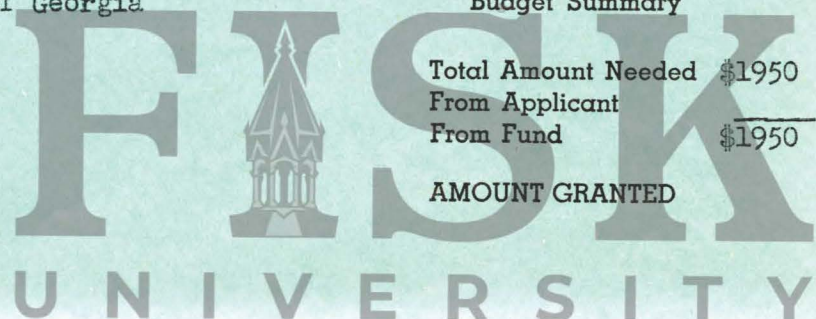 Georgia
Budget Summary
Total Amount Needed $1950
From Applicant
From Fund $1950
AMOUNT GRANTED
FISK
UNIVERSITY